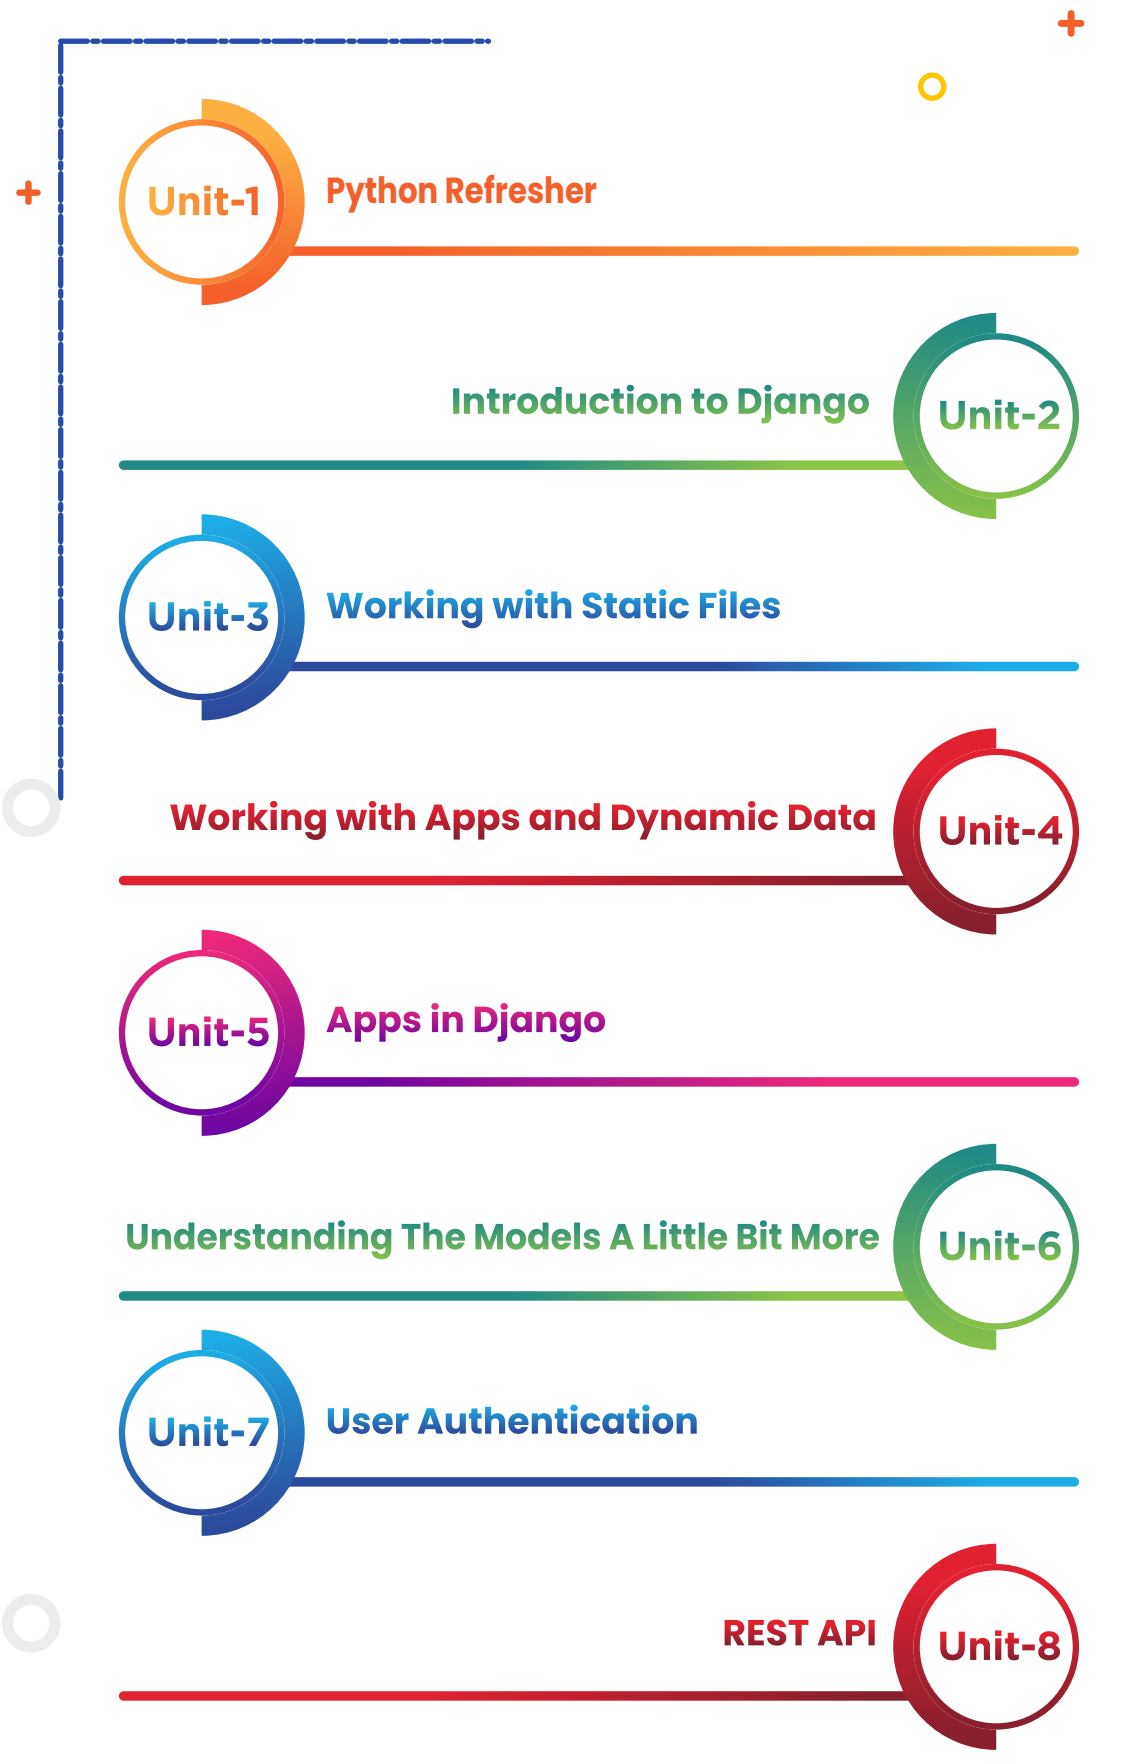 Unit-1
Python Refresher
Introduction to Django
Unit-2
Unit-3
Working with Static Files
Working with Apps and Dynamic Data
Unit-4
Unit-5
Apps in Django
Understanding The Models A Little Bit More
Unit-6
Unit-7
User Authentication
REST API
Unit-8